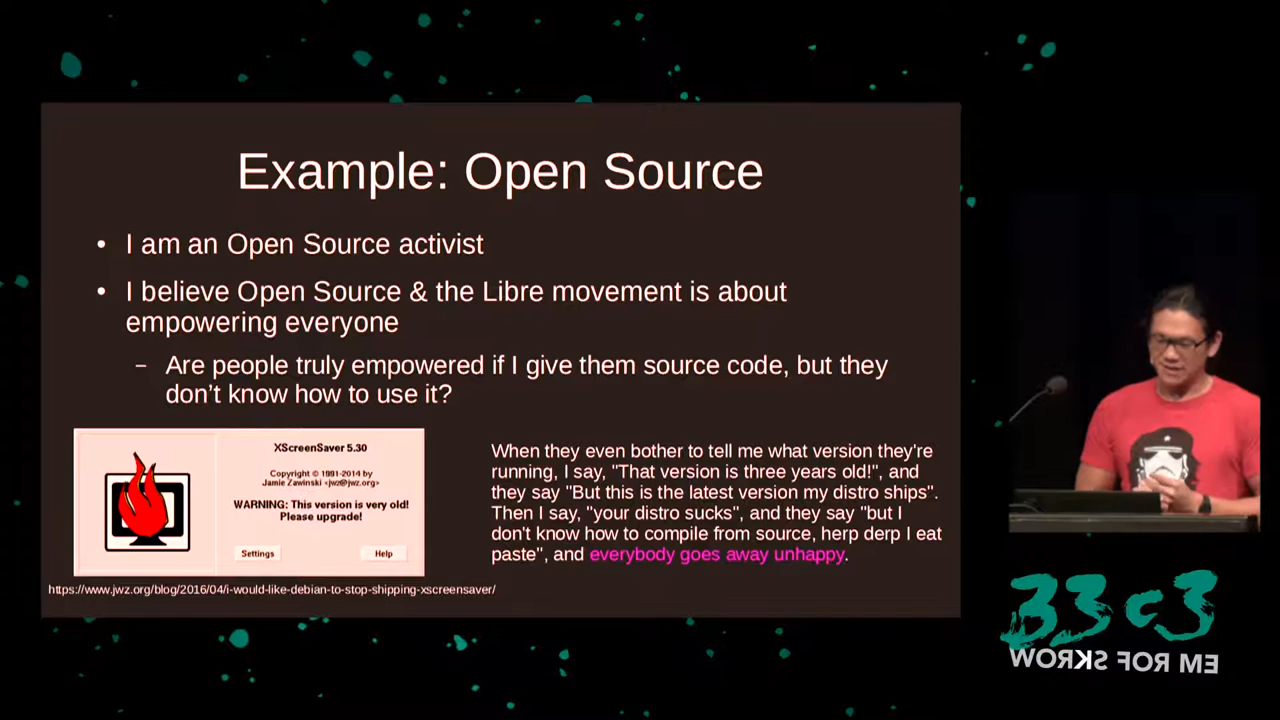 Example: Open Source
• I am an Open Source activist
• I believe Open Source & the Libre movement is about
empowering everyone
– Are people truly empowered if I give them source code, but they
don't know how to use it?
XScreenSaver 5.30
Copyright © 1991-2014 by
Jamie Zawinski <jwz@jwz.org>
WARNING: This version is very old!
Please upgrade!
Settings
Help
https://www.jwz.org/blog/2016/04/i-would-like-debian-to-stop-shipping-xscreensaver/
When they even bother to tell me what version they're
running, I say, "That version is three years old!", and
they say "But this is the latest version my distro ships".
Then I say, "your distro sucks", and they say "but I
don't know how to compile from source, herp derp I eat
paste", and everybody goes away unhappy.
33c3
WORKS FOR ME